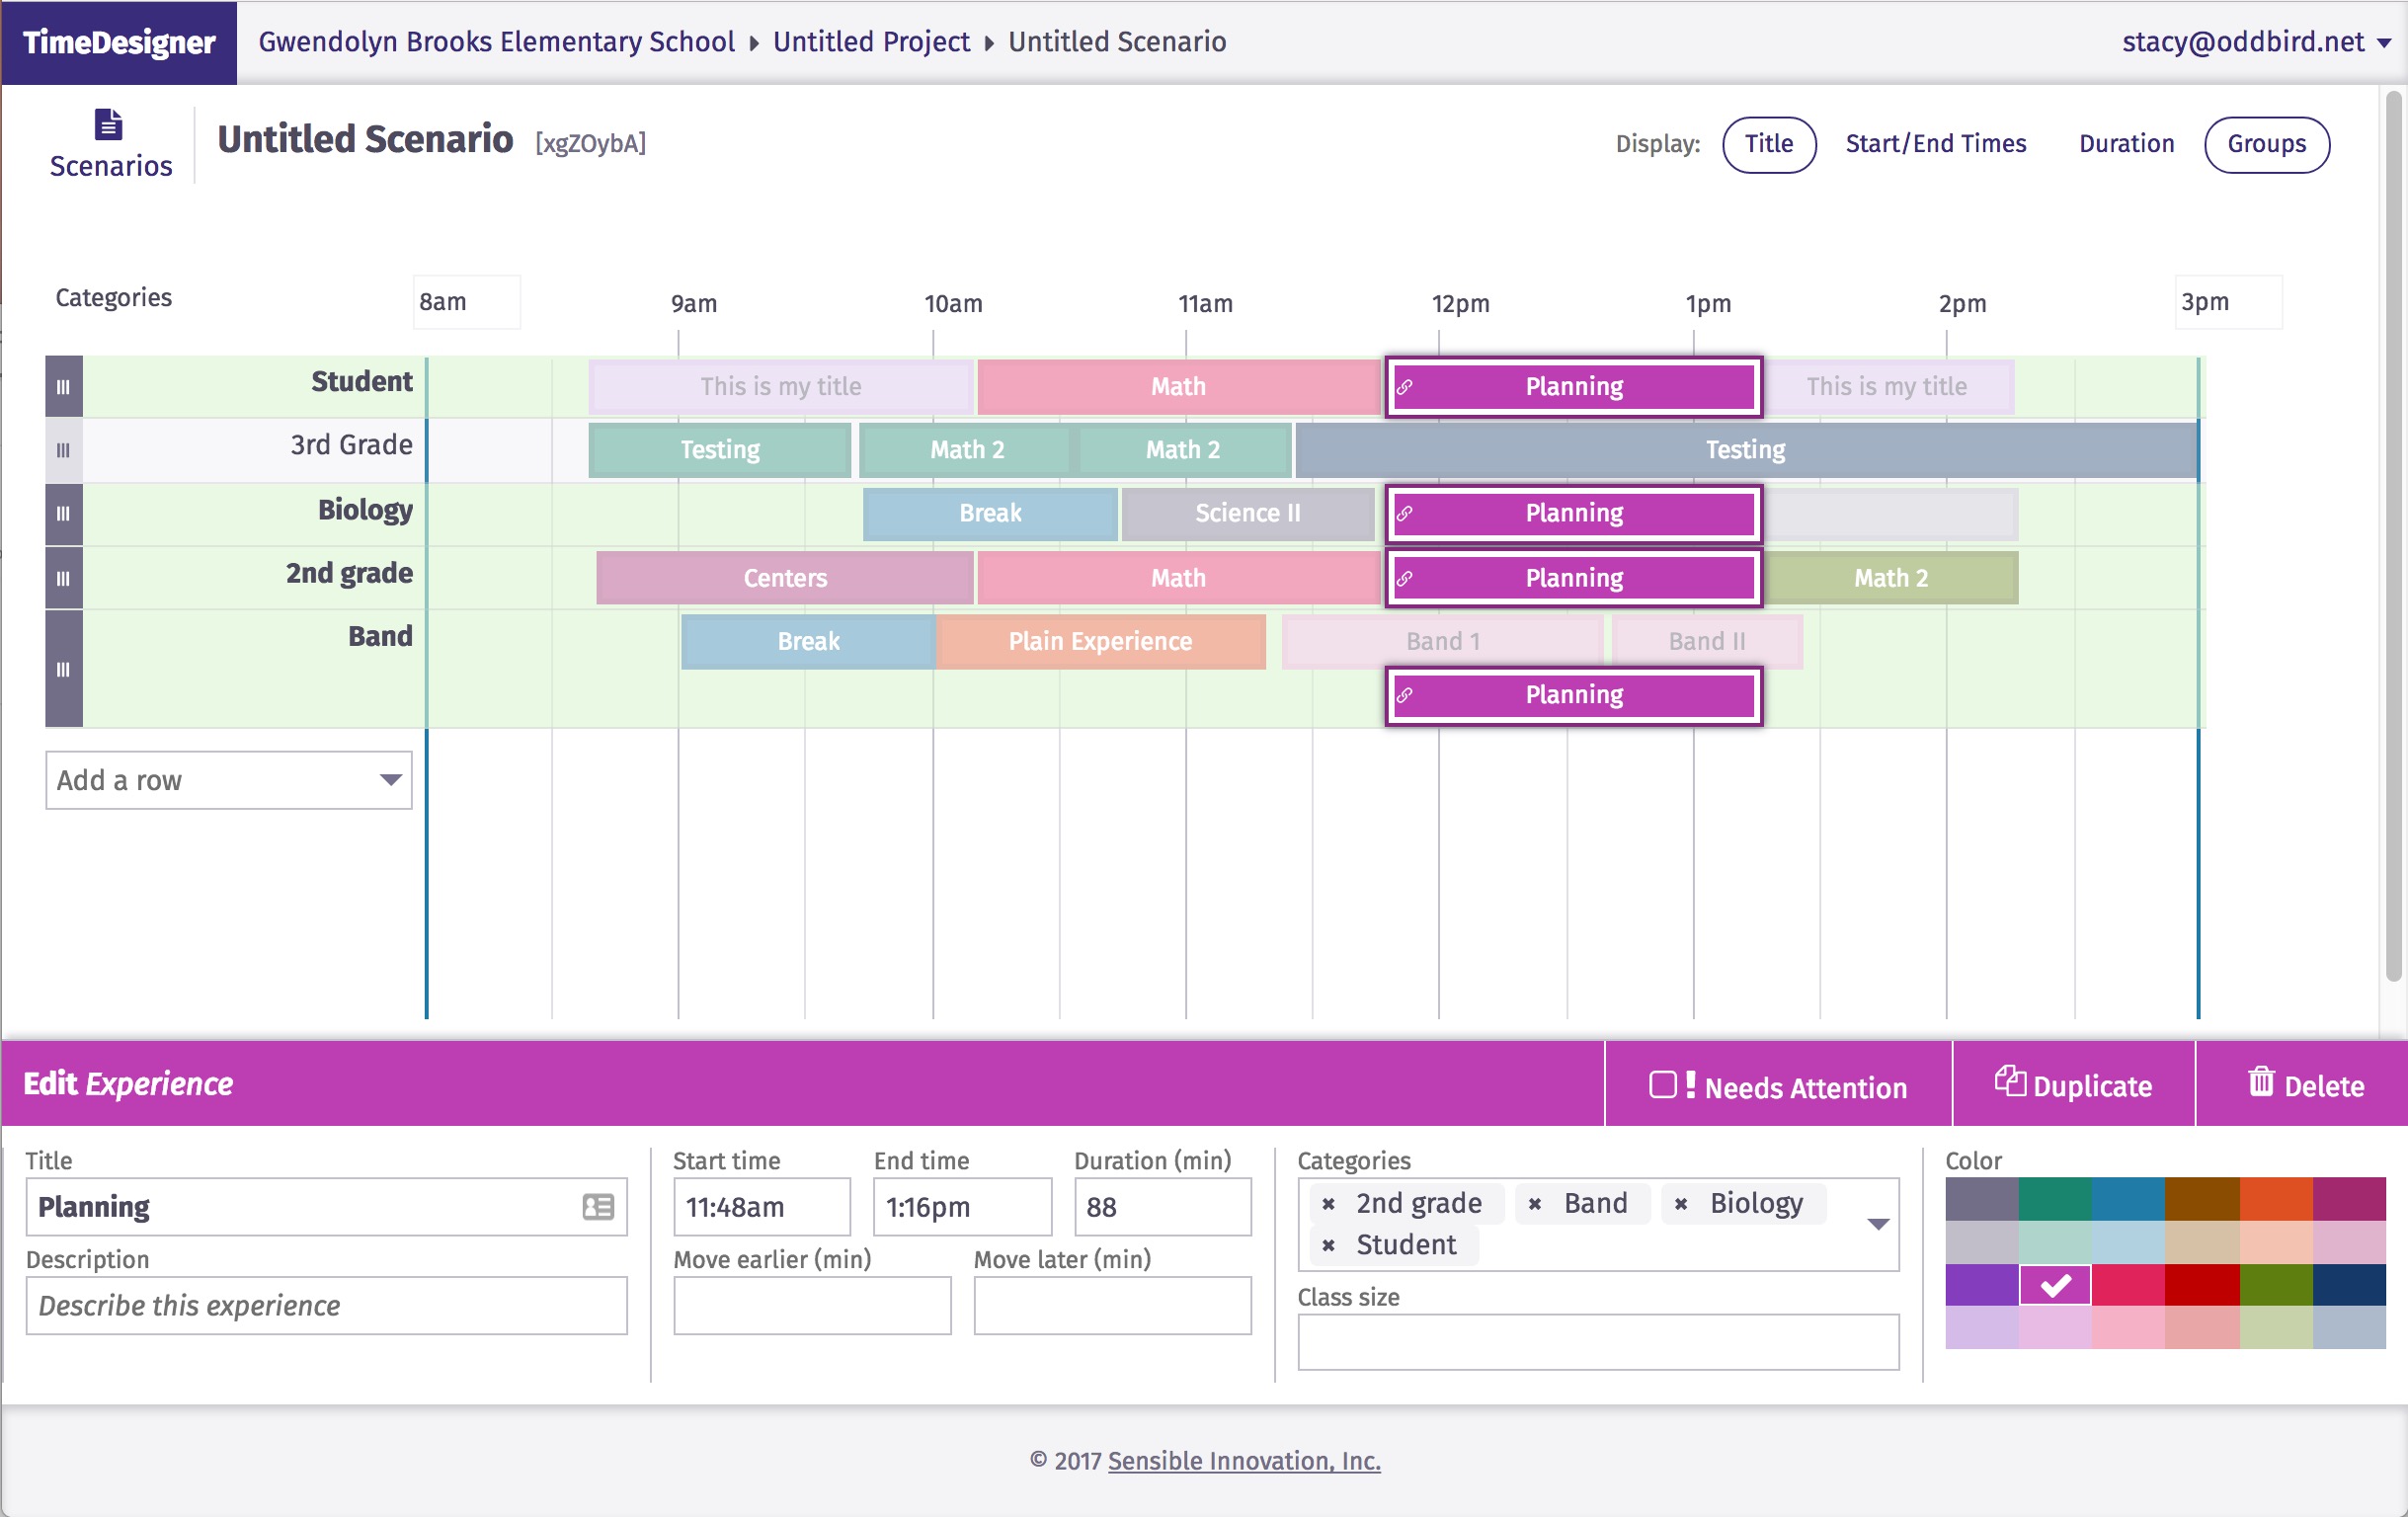 TimeDesigner
Gwendolyn Brooks Elementary School
Untitled Project
Untitled Scenario
stacy@oddbird.net
Scenarios
Untitled Scenario [xgZOybA]
Display: Title Start/End Times Duration Groups
Categories 8am 9am 10am 11am 12pm 1pm 2pm 3pm
Student This is my title Math Planning This is my title
3rd Grade Testing Math 2 Math 2 Testing
Biology Break Science II Planning
2nd grade Centers Math Planning Math 2
Band Break Plain Experience Band 1 Band II
Planning
Add a row
Edit Experience
! Needs Attention
Duplicate
Delete
Title
Planning
Description
Describe this experience
Start time End time Duration (min)
11:48am 1:16pm 88
Move earlier (min) Move later (min)
Categories
× 2nd grade × Band × Biology
× Student
Class size
Color
© 2017 Sensible Innovation, Inc.